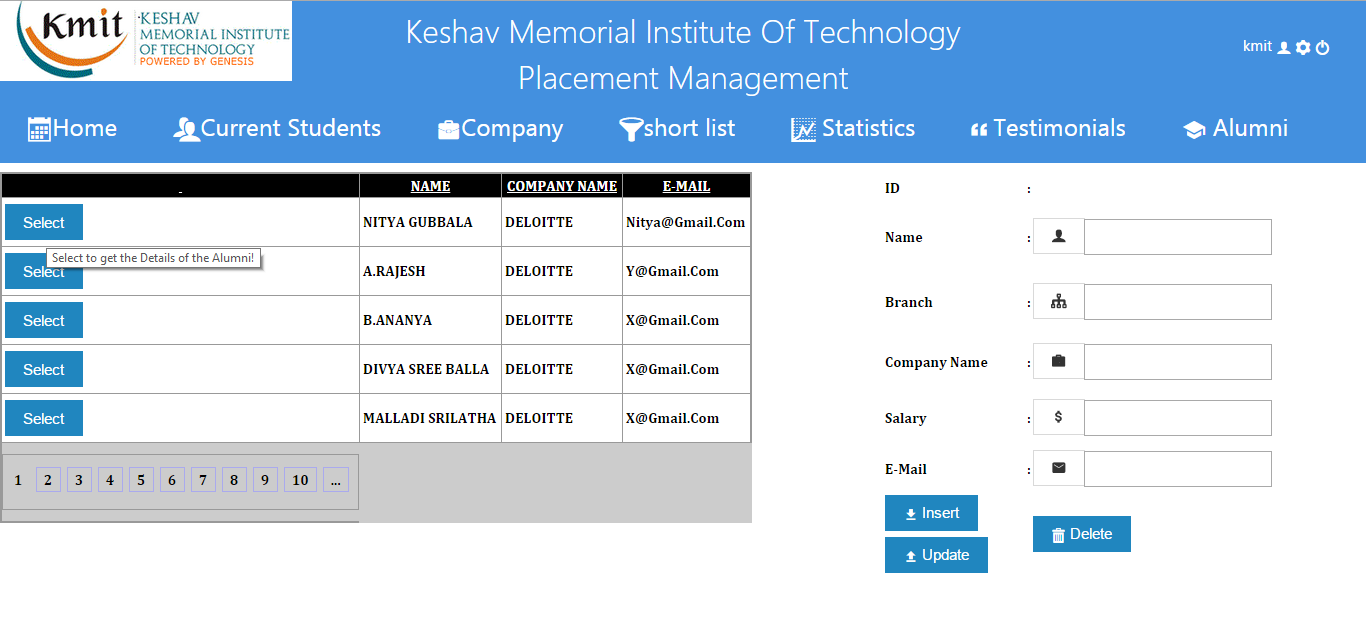 Kmit
KESHAV
MEMORIAL INSTITUTE
OF TECHNOLOGY
POWERED BY GENESIS
Keshav Memorial Institute Of Technology
Placement Management
kmit
Home Current Students Company short list Statistics Testimonials Alumni
NAME COMPANY NAME E-MAIL
Select NITYA GUBBALA DELOITTE Nitya@Gmail.Com
Select to get the Details of the Alumni!
Select A.RAJESH DELOITTE Y@Gmail.Com
Select B.ANANYA DELOITTE X@Gmail.Com
Select DIVYA SREE BALLA DELOITTE X@Gmail.Com
Select MALLADI SRILATHA DELOITTE X@Gmail.Com
1 2 3 4 5 6 7 8 9 10 ...
ID :
Name :
Branch :
Company Name :
Salary : $
E-Mail :
Insert
Delete
Update